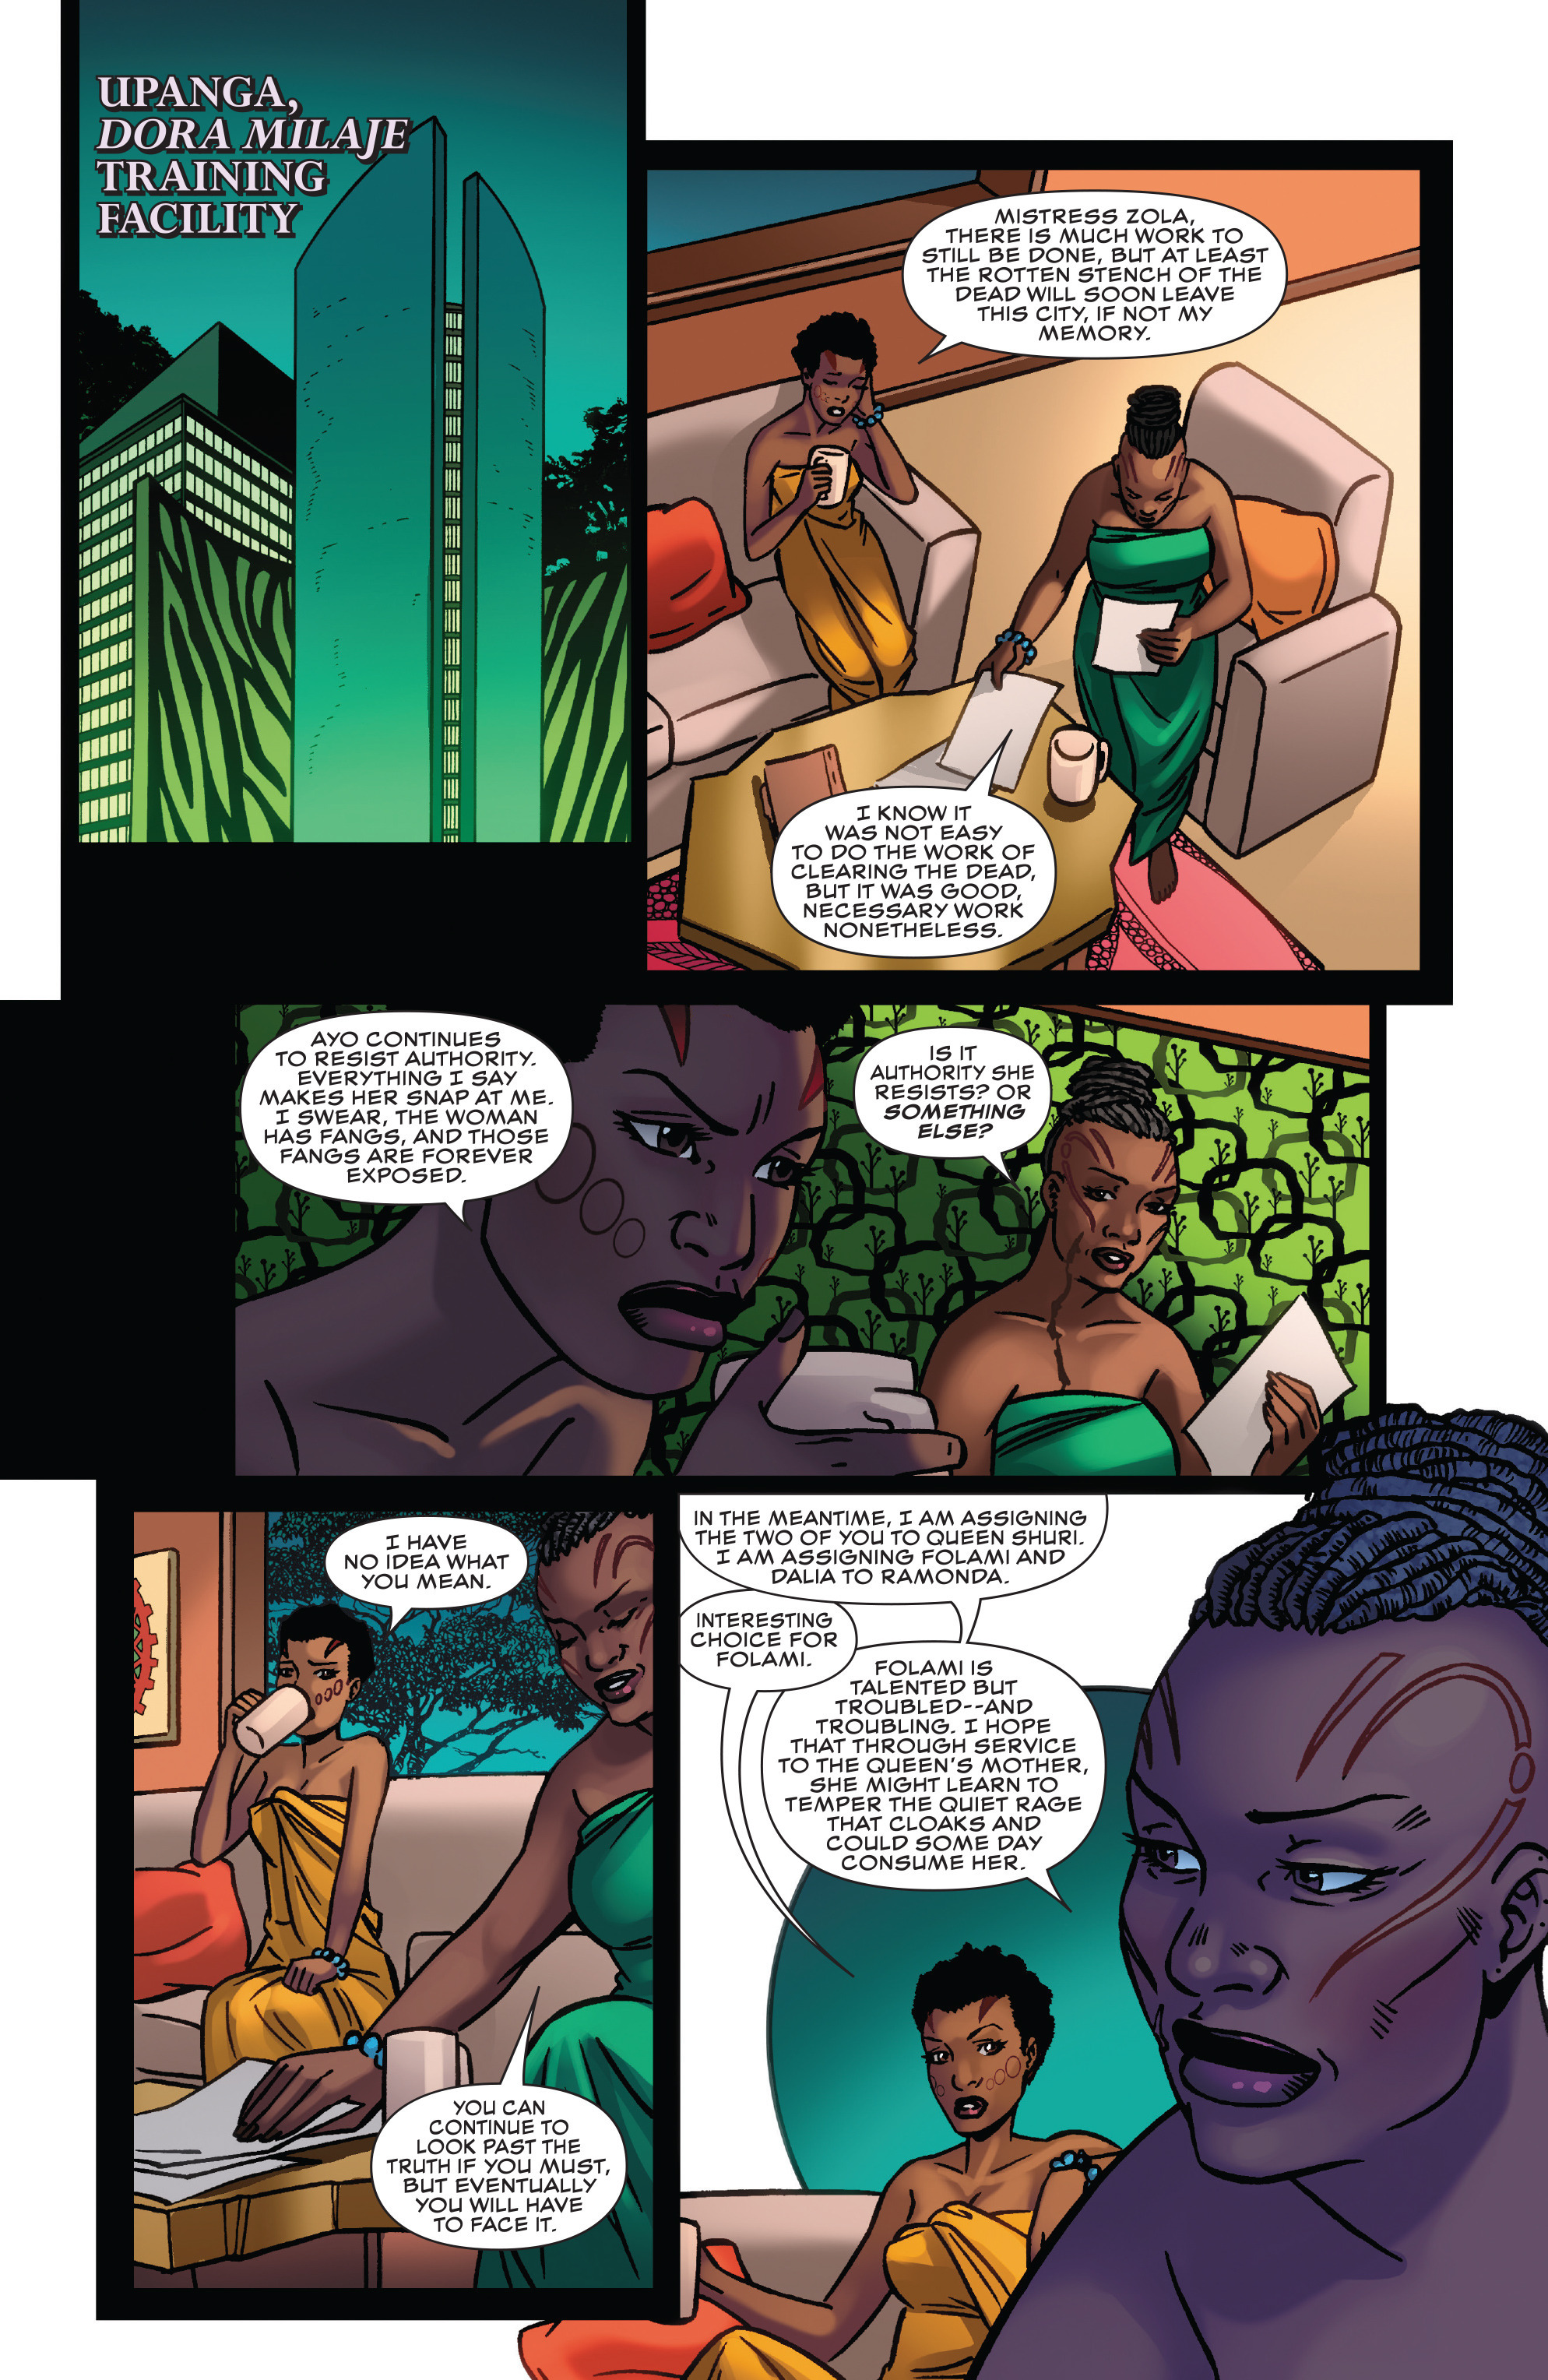 UPANGA,
DORA MILAJE
TRAINING
FACILITY
MISTRESS ZOLA,
THERE IS MUCH WORK TO
STILL BE DONE, BUT AT LEAST
THE ROTTEN STENCH OF THE
DEAD WILL SOON LEAVE
THIS CITY, IF NOT MY
MEMORY.
I KNOW IT
WAS NOT EASY
TO DO THE WORK OF
CLEARING THE DEAD,
BUT IT WAS GOOD,
NECESSARY WORK
NONETHELESS.
AYO CONTINUES
TO RESIST AUTHORITY.
EVERYTHING I SAY
MAKES HER SNAP AT ME.
I SWEAR, THE WOMAN
HAS FANGS, AND THOSE
FANGS ARE FOREVER
EXPOSED.
IS IT
AUTHORITY SHE
RESISTS? OR
SOMETHING
ELSE?
I HAVE
NO IDEA WHAT
YOU MEAN.
YOU CAN
CONTINUE TO
LOOK PAST THE
TRUTH IF YOU MUST,
BUT EVENTUALLY
YOU WILL HAVE
TO FACE IT.
IN THE MEANTIME, I AM ASSIGNING
THE TWO OF YOU TO QUEEN SHURI.
I AM ASSIGNING FOLAMI AND
DALIA TO RAMONDA.
INTERESTING
CHOICE FOR
FOLAMI.
FOLAMI IS
TALENTED BUT
TROUBLED--AND
TROUBLING. I HOPE
THAT THROUGH SERVICE
TO THE QUEEN'S MOTHER,
SHE MIGHT LEARN TO
TEMPER THE QUIET RAGE
THAT CLOAKS AND
COULD SOME DAY
CONSUME HER.